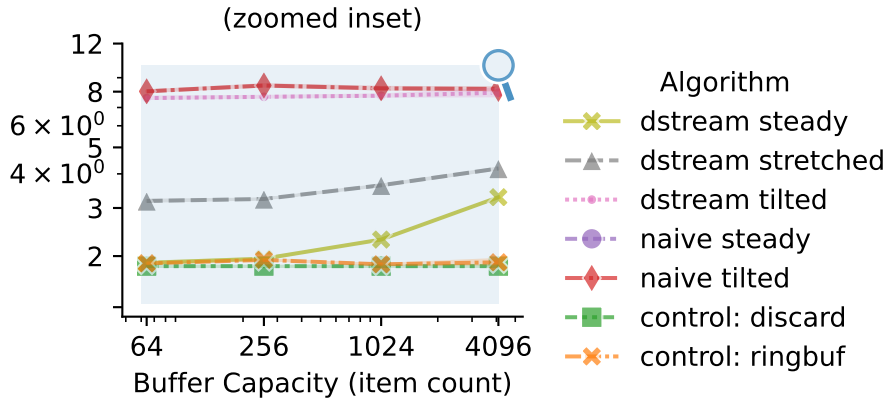 (zoomed inset)
12
8
6 × 10⁰
5
4 × 10⁰
3
2
64 256 1024 4096
Buffer Capacity (item count)
Algorithm
dstream steady
dstream stretched
dstream tilted
naive steady
naive tilted
control: discard
control: ringbuf